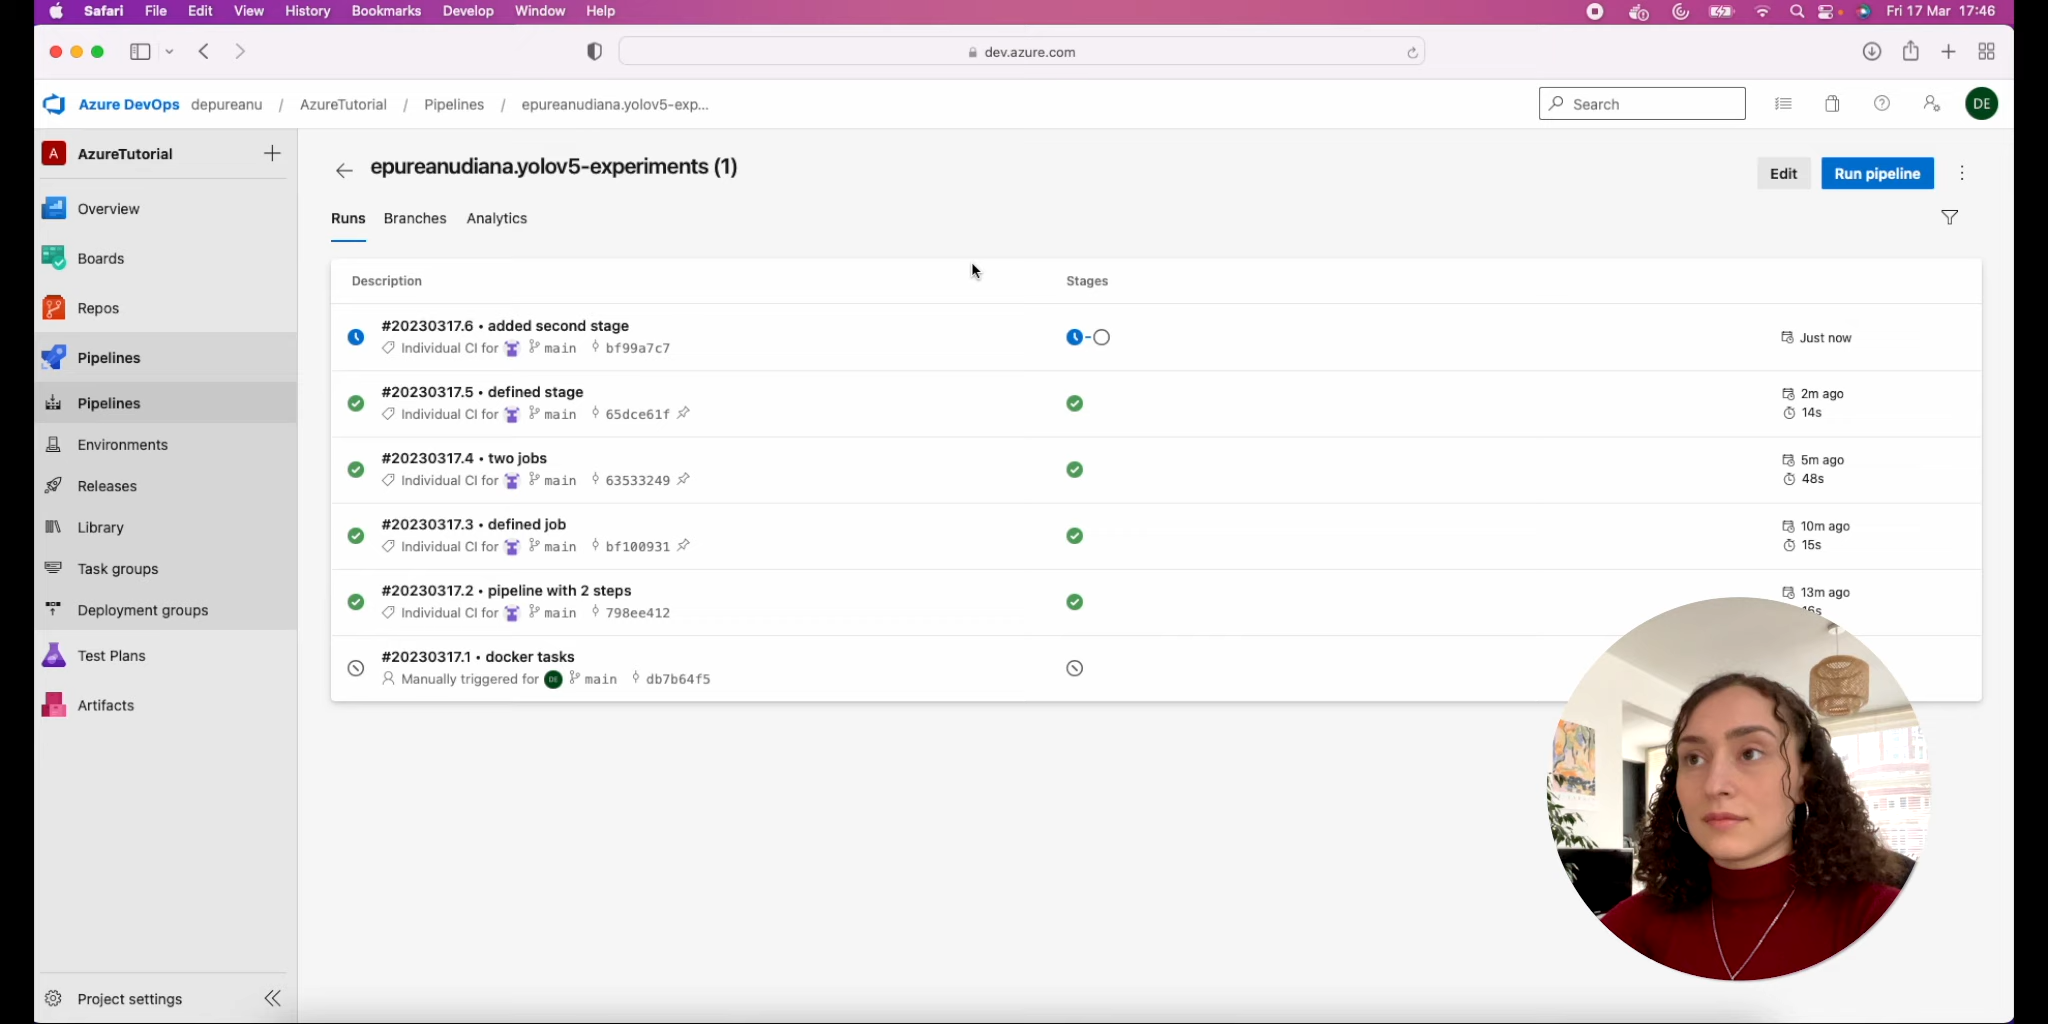 Safari File Edit View History Bookmarks Develop Window Help Fri 17 Mar 17:46
dev.azure.com
Azure DevOps depureanu / AzureTutorial / Pipelines / epureanudiana.yolov5-exp... Search DE
A AzureTutorial
Overview
Boards
Repos
Pipelines
Pipelines
Environments
Releases
Library
Task groups
Deployment groups
Test Plans
Artifacts
Project settings
epureanudiana.yolov5-experiments (1)
Edit Run pipeline
Runs Branches Analytics
Description Stages
#20230317.6 • added second stage
Individual CI for main bf99a7c7
Just now
#20230317.5 • defined stage
Individual CI for main 65dce61f
2m ago
14s
#20230317.4 • two jobs
Individual CI for main 63533249
5m ago
48s
#20230317.3 • defined job
Individual CI for main bf100931
10m ago
15s
#20230317.2 • pipeline with 2 steps
Individual CI for main 798ee412
13m ago
16s
#20230317.1 • docker tasks
Manually triggered for DE main db7b64f5